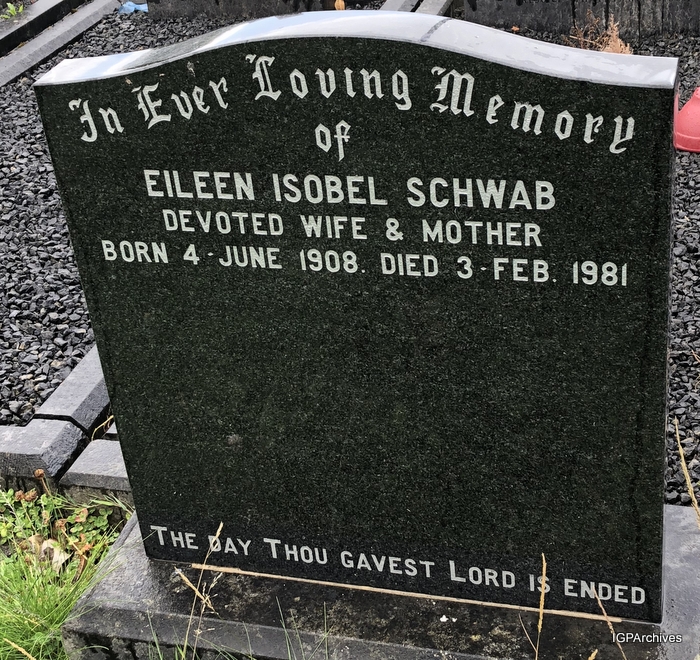 In Ever Loving Memory
of
EILEEN ISOBEL SCHWAB
DEVOTED WIFE & MOTHER
BORN 4-JUNE 1908. DIED 3-FEB. 1981
THE DAY THOU GAVEST LORD IS ENDED
IGPArchives